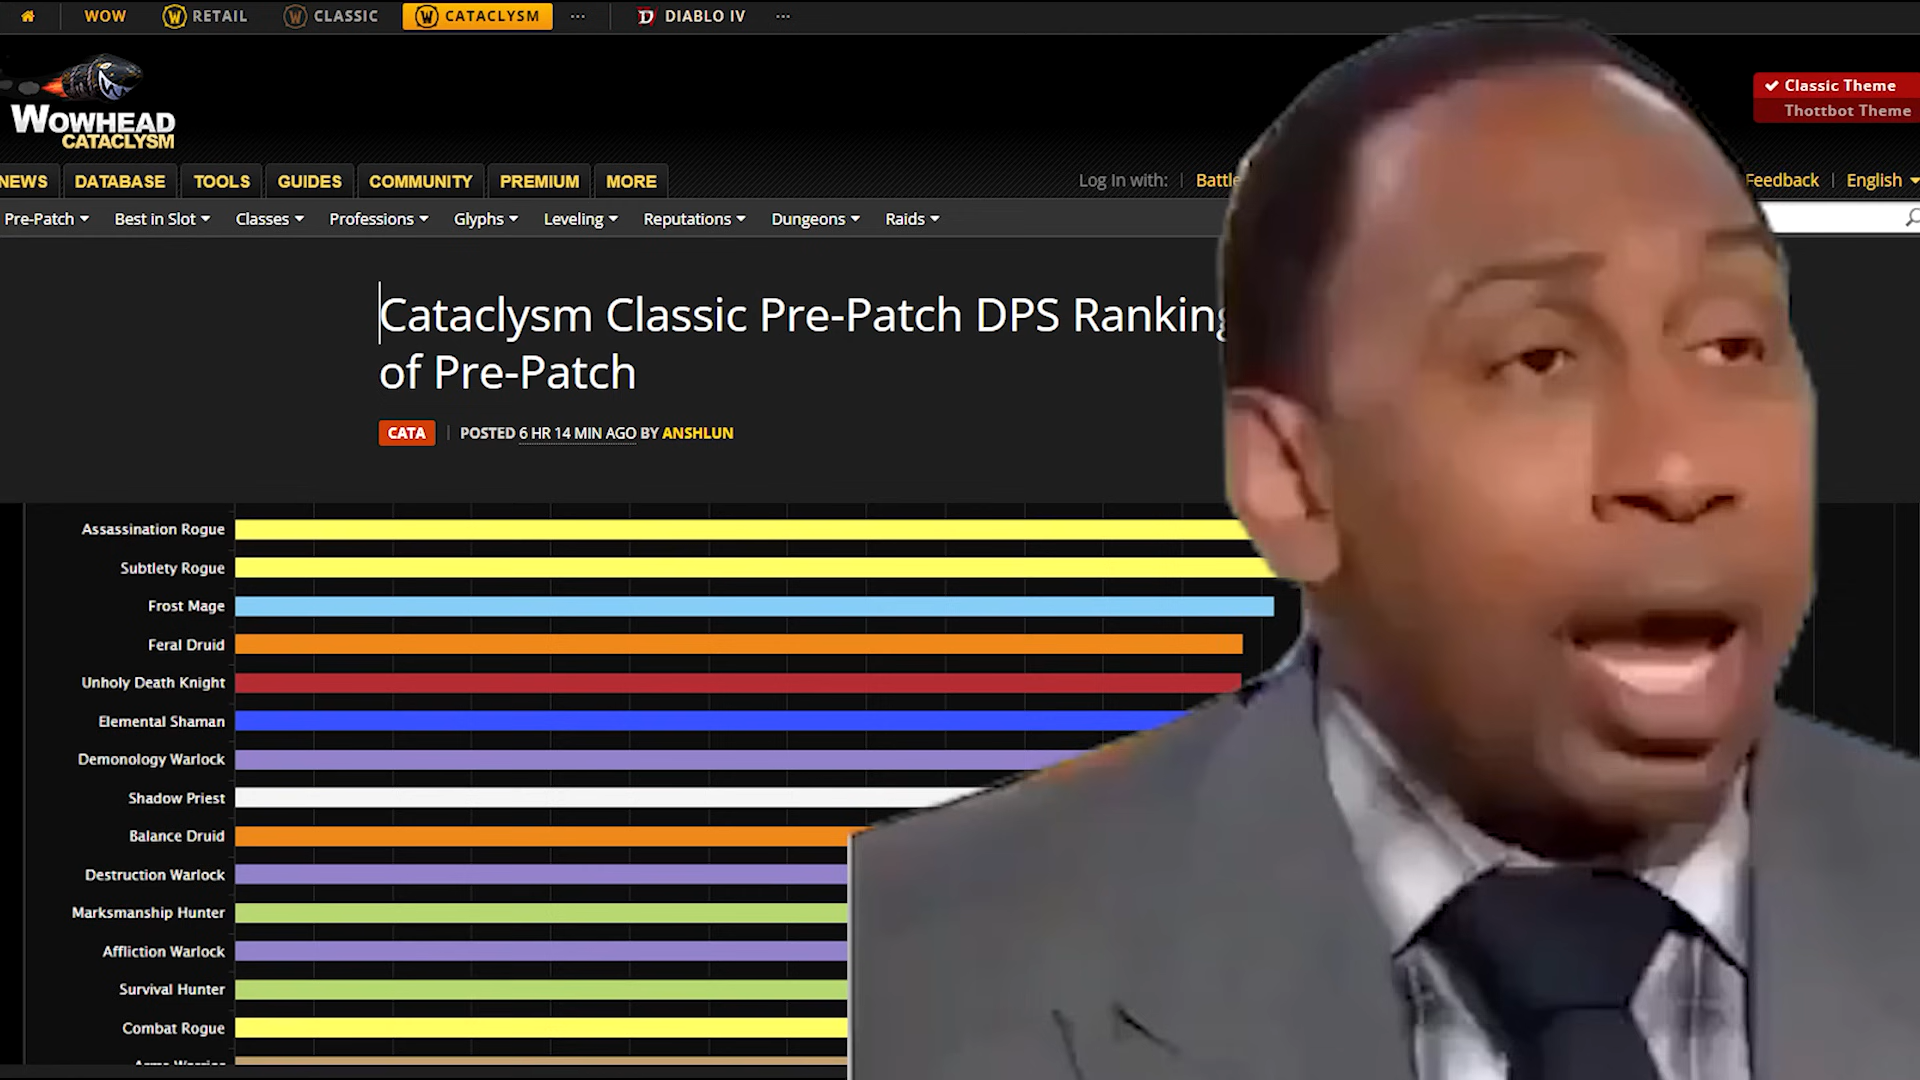 WOW RETAIL CLASSIC CATACLYSM ... DIABLO IV ...
WOWHEAD
CATACLYSM
Classic Theme
Thottbot Theme
NEWS DATABASE TOOLS GUIDES COMMUNITY PREMIUM MORE Log In with: Battle Feedback English
Pre-Patch Best in Slot Classes Professions Glyphs Leveling Reputations Dungeons Raids
Cataclysm Classic Pre-Patch DPS Ranking
of Pre-Patch
CATA POSTED 6 HR 14 MIN AGO BY ANSHLUN
Assassination Rogue
Subtlety Rogue
Frost Mage
Feral Druid
Unholy Death Knight
Elemental Shaman
Demonology Warlock
Shadow Priest
Balance Druid
Destruction Warlock
Marksmanship Hunter
Affliction Warlock
Survival Hunter
Combat Rogue